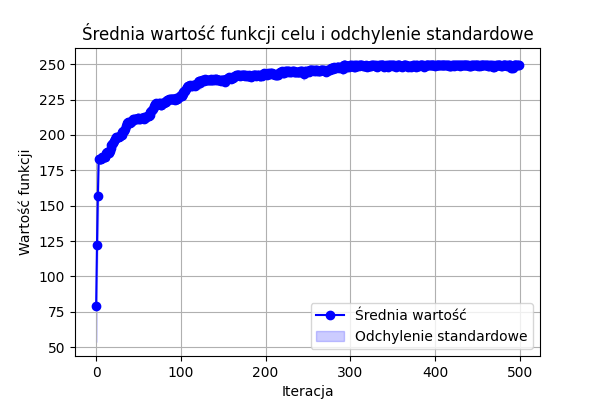 Średnia wartość funkcji celu i odchylenie standardowe
Wartość funkcji
250
225
200
175
150
125
100
75
50
0 100 200 300 400 500
Iteracja
Średnia wartość
Odchylenie standardowe